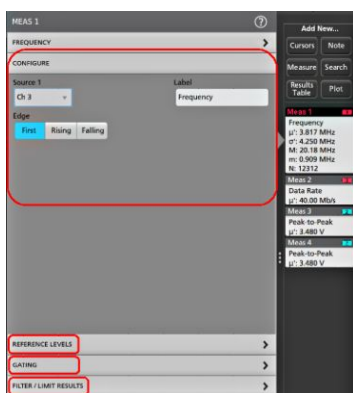 MEAS 1
?
FREQUENCY
CONFIGURE
Source 1
Label
Ch 3
Frequency
Edge
First Rising Falling
REFERENCE LEVELS
GATING
FILTER / LIMIT RESULTS
Add New...
Cursors Note
Measure Search
Results Table
Plot
Meas 1
Frequency
μ': 3.817 MHz
σ': 4.250 MHz
M: 20.18 MHz
m: 0.909 MHz
N: 12312
Meas 2
Data Rate
μ': 40.00 Mb/s
Meas 3
Peak-to-Peak
μ': 3.480 V
Meas 4
Peak-to-Peak
μ': 3.480 V